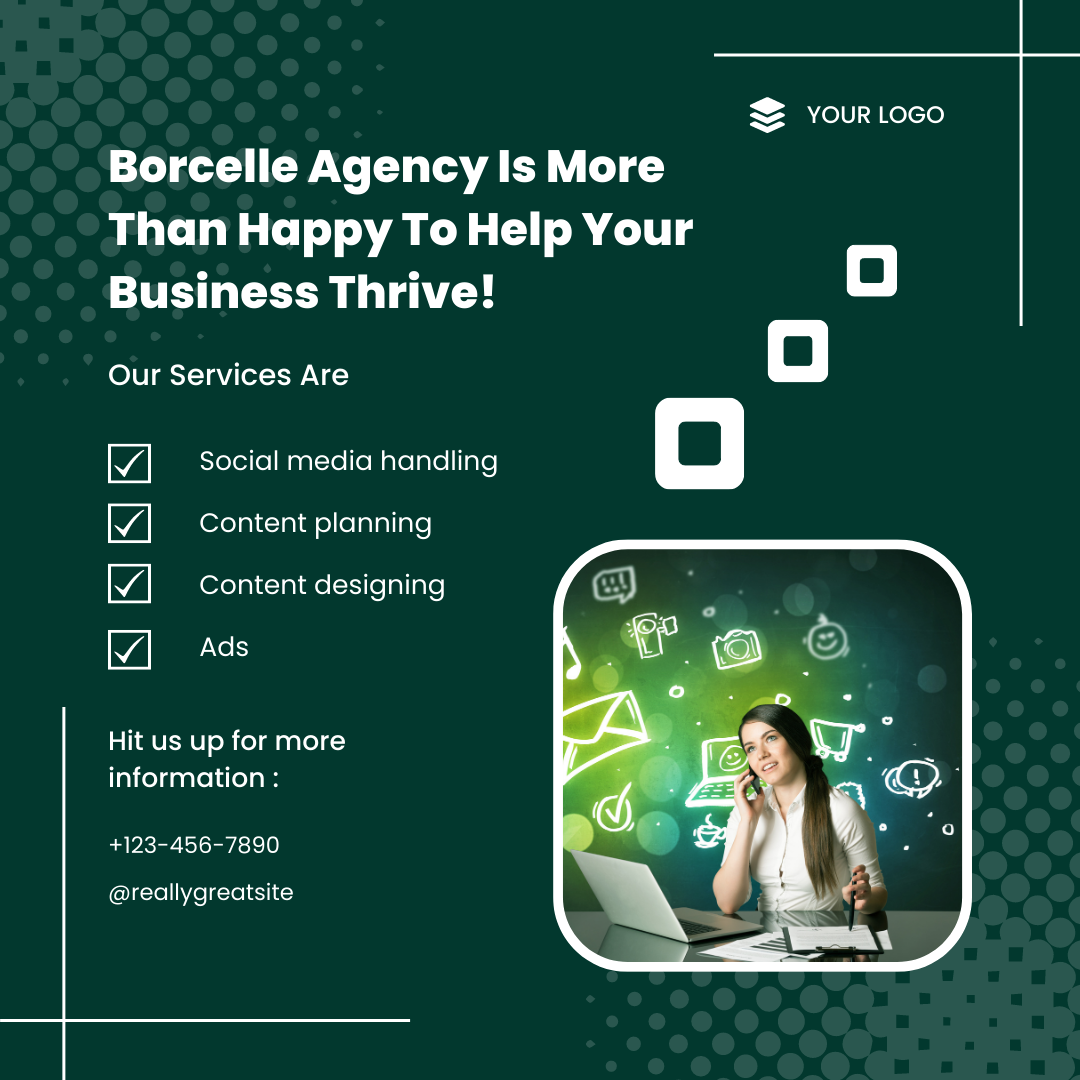 YOUR LOGO
Borcelle Agency Is More
Than Happy To Help Your
Business Thrive!
Our Services Are
Social media handling
Content planning
Content designing
Ads
Hit us up for more
information :
+123-456-7890
@reallygreatsite